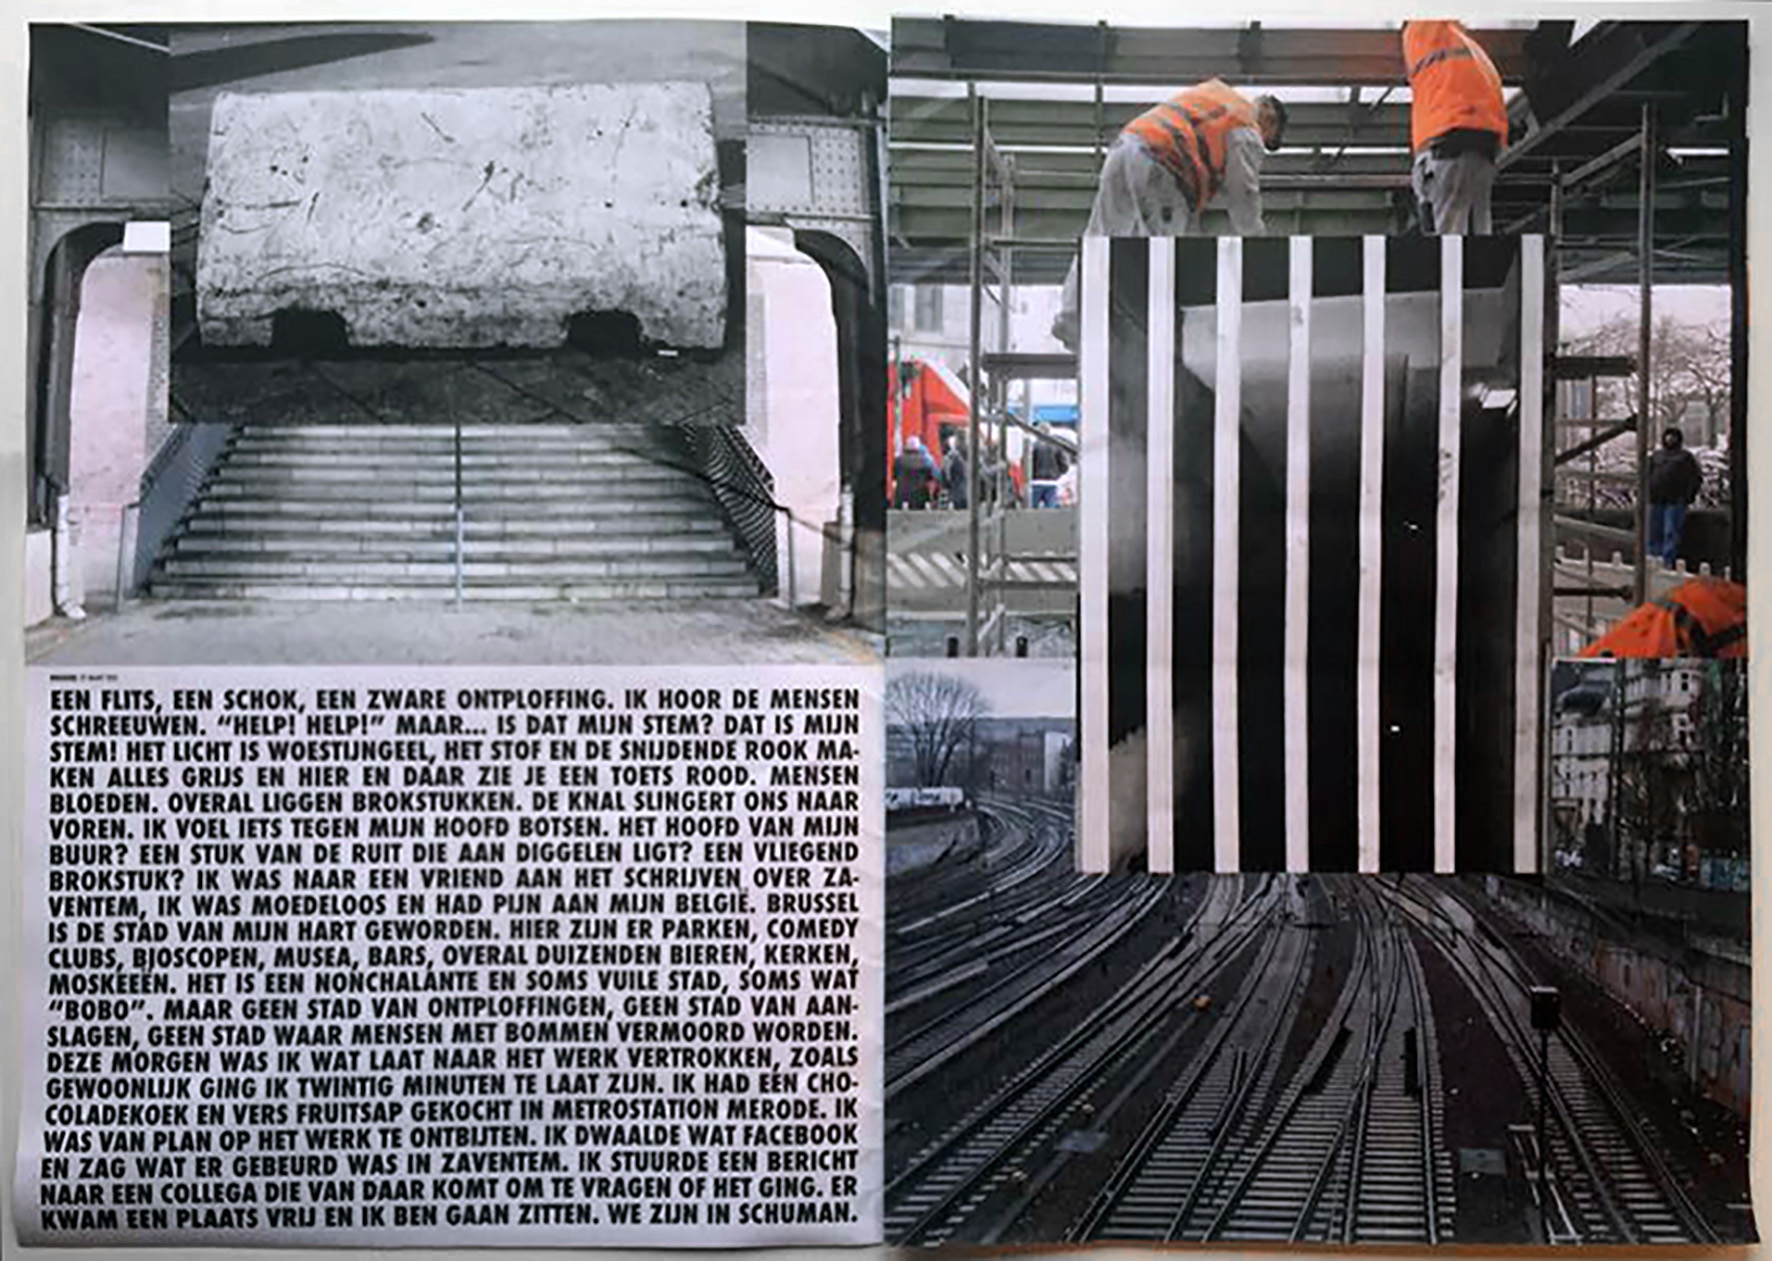 EEN FLITS, EEN SCHOK, EEN ZWARE ONTPLOFFING. IK HOOR DE MENSEN
SCHREEUWEN. “HELP! HELP!” MAAR... IS DAT MIJN STEM? DAT IS MIJN
STEM! HET LICHT IS WOESTIJNGEEL, HET STOF EN DE SNIJDENDE ROOK MA-
KEN ALLES GRIJS EN HIER EN DAAR ZIE JE EEN TOETS ROOD. MENSEN
BLOEDEN. OVERAL LIGGEN BROKSTUKKEN. DE KNAL SLINGERT ONS NAAR
VOREN. IK VOEL IETS TEGEN MIJN HOOFD BOTSEN. HET HOOFD VAN MIJN
BUUR? EEN STUK VAN DE RUIT DIE AAN DIGGELEN LIGT? EEN VLIEGEND
BROKSTUK? IK WAS NAAR EEN VRIEND AAN HET SCHRIJVEN OVER ZA-
VENTEM, IK WAS MOEDELOOS EN HAD PIJN AAN MIJN BELGIË. BRUSSEL
IS DE STAD VAN MIJN HART GEWORDEN. HIER ZIJN ER PARKEN, COMEDY
CLUBS, BIOSCOPEN, MUSEA, BARS, OVERAL DUIZENDEN BIEREN, KERKEN,
MOSKEEËN. HET IS EEN NONCHALANTE EN SOMS VUILE STAD, SOMS WAT
“BOBO”. MAAR GEEN STAD VAN ONTPLOFFINGEN, GEEN STAD VAN AAN-
SLAGEN, GEEN STAD WAAR MENSEN MET BOMMEN VERMOORD WORDEN.
DEZE MORGEN WAS IK WAT LAAT NAAR HET WERK VERTROKKEN, ZOALS
GEWOONLIJK GING IK TWINTIG MINUTEN TE LAAT ZIJN. IK HAD EEN CHO-
COLADEKOEK EN VERS FRUITSAP GEKOCHT IN METROSTATION MERODE. IK
WAS VAN PLAN OP HET WERK TE ONTBIJTEN. IK DWAALDE WAT FACEBOOK
EN ZAG WAT ER GEBEURD WAS IN ZAVENTEM. IK STUURDE EEN BERICHT
NAAR EEN COLLEGA DIE VAN DAAR KOMT OM TE VRAGEN OF HET GING. ER
KWAM EEN PLAATS VRIJ EN IK BEN GAAN ZITTEN. WE ZIJN IN SCHUMAN.